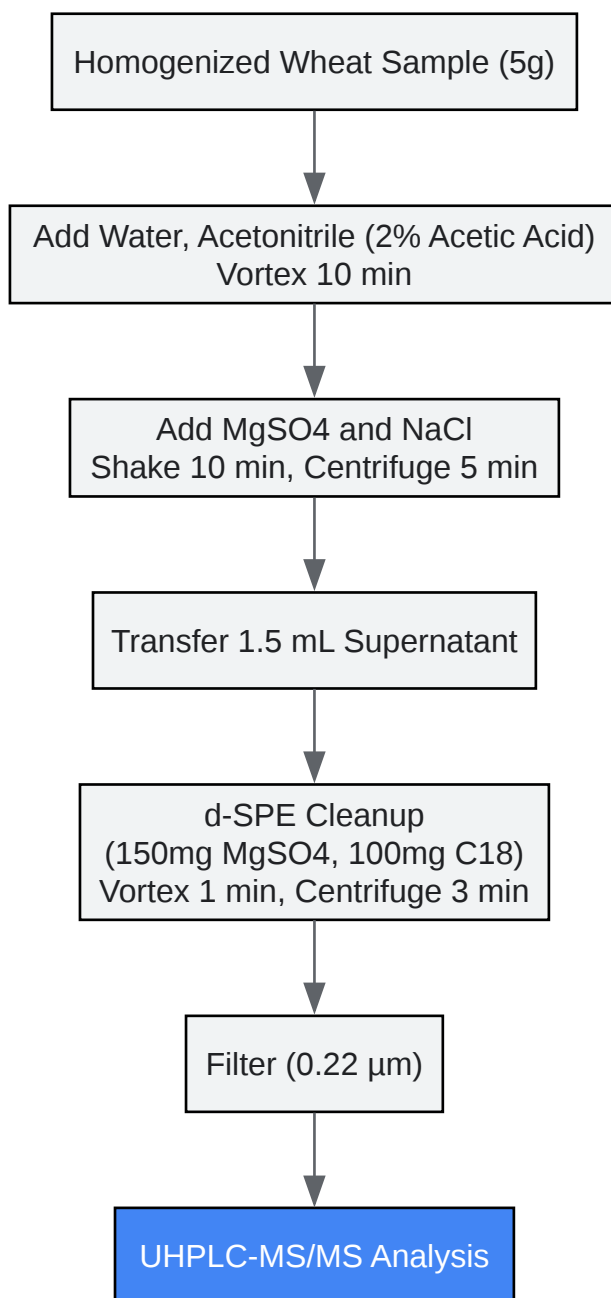 Homogenized Wheat Sample (5g)
Add Water, Acetonitrile (2% Acetic Acid)
Vortex 10 min
Add MgSO4 and NaCl
Shake 10 min, Centrifuge 5 min
Transfer 1.5 mL Supernatant
d-SPE Cleanup
(150mg MgSO4, 100mg C18)
Vortex 1 min, Centrifuge 3 min
Filter (0.22 µm)
UHPLC-MS/MS Analysis